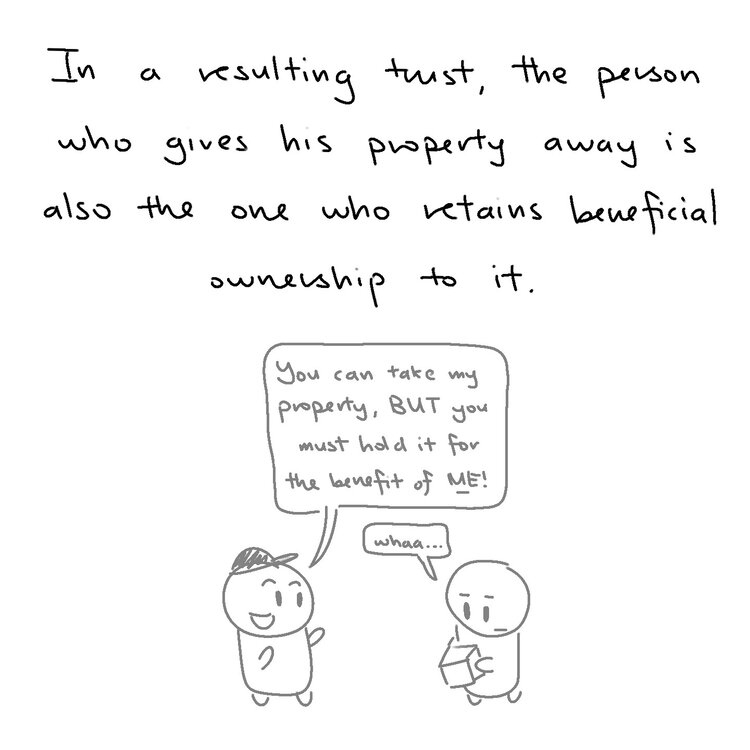 In a resulting trust, the person
who gives his property away is
also the one who retains beneficial
ownership to it.
You can take my
property, BUT you
must hold it for
the benefit of ME!
whaa...